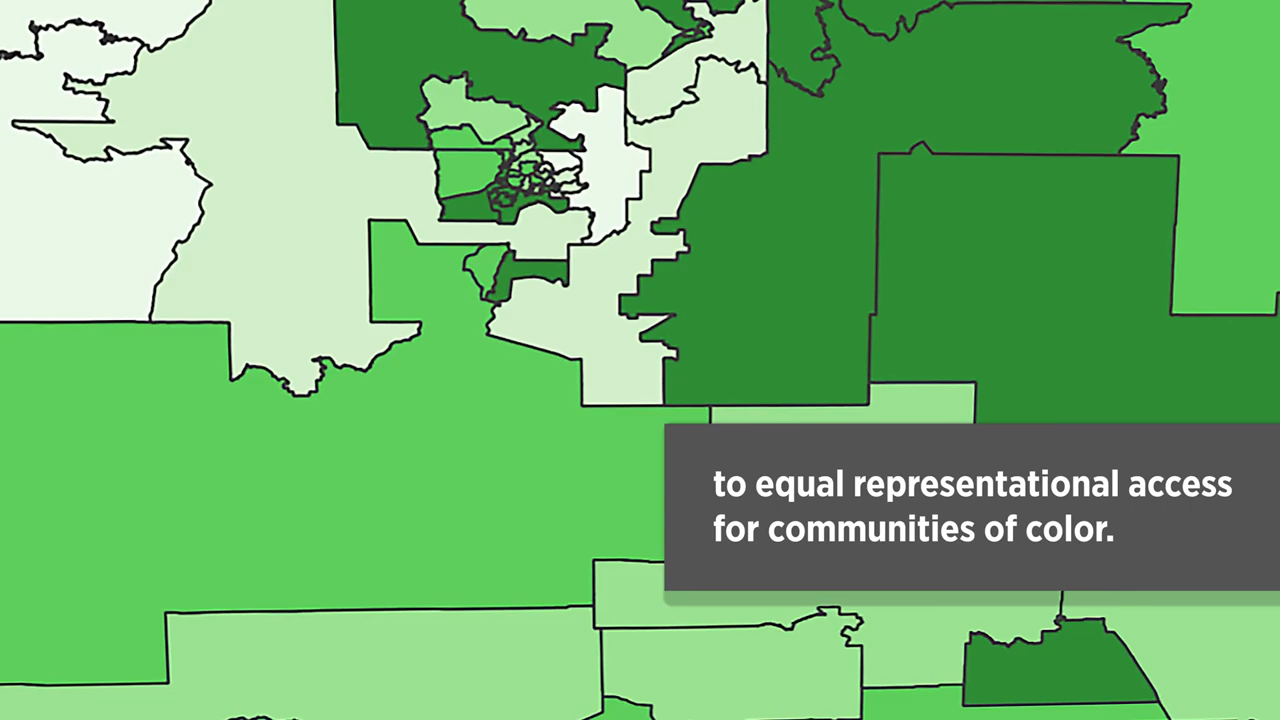 to equal representational access
for communities of color.